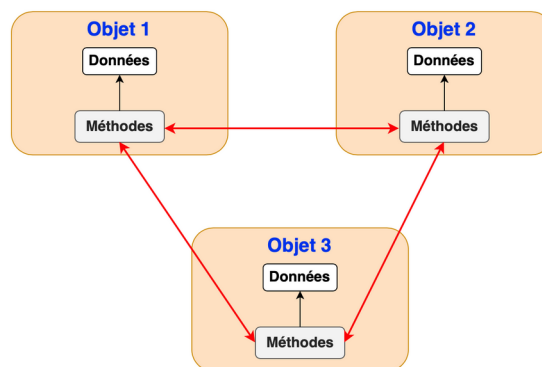 Objet 1
Données
Méthodes
Objet 2
Données
Méthodes
Objet 3
Données
Méthodes